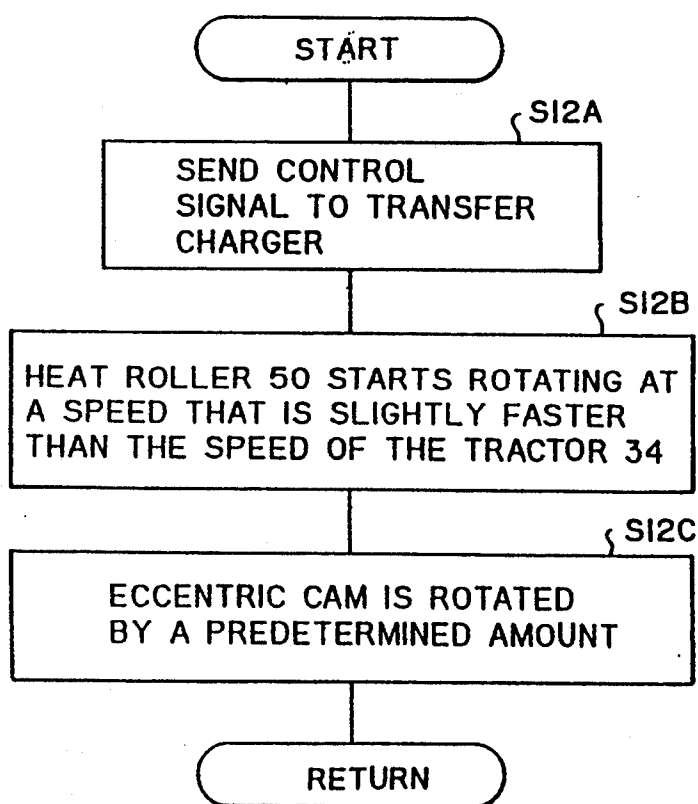 START
S12A
SEND CONTROL
SIGNAL TO TRANSFER
CHARGER
S12B
HEAT ROLLER 50 STARTS ROTATING AT
A SPEED THAT IS SLIGHTLY FASTER
THAN THE SPEED OF THE TRACTOR 34
S12C
ECCENTRIC CAM IS ROTATED
BY A PREDETERMINED AMOUNT
RETURN